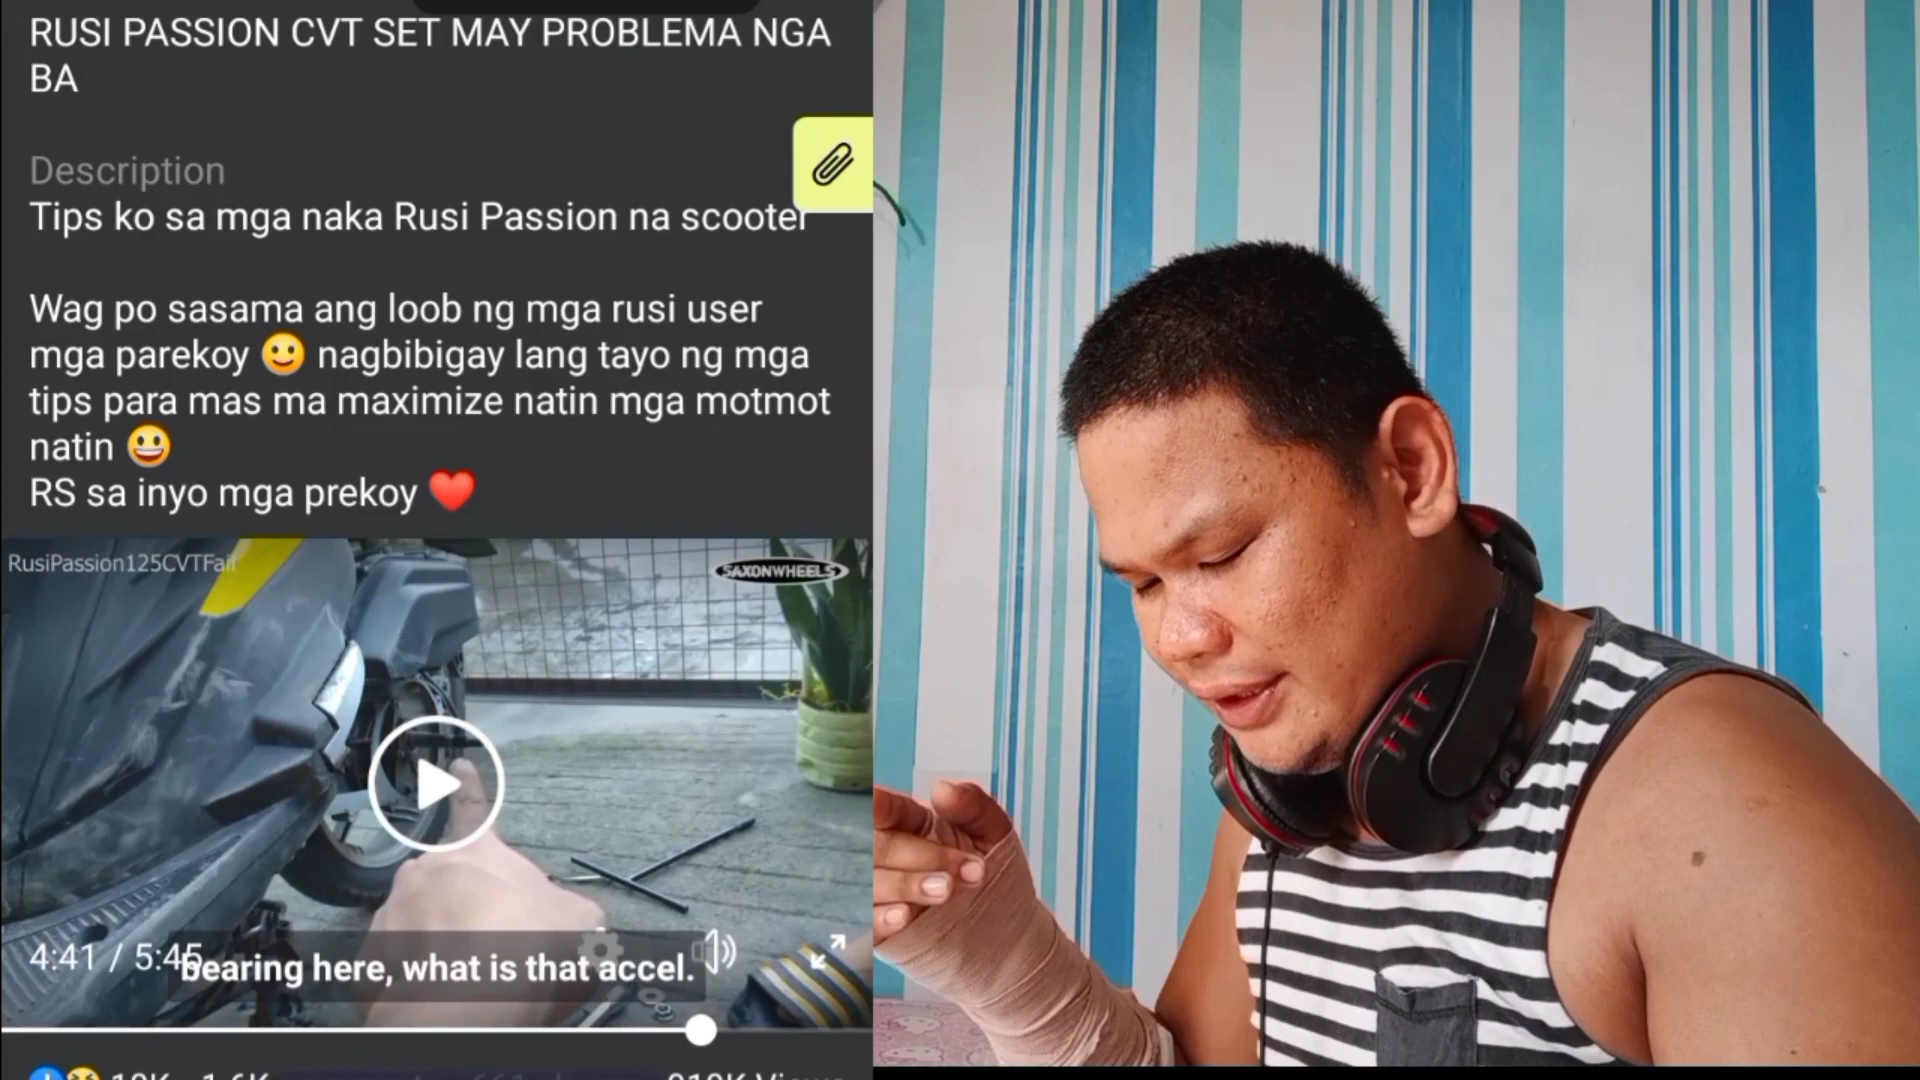 RUSI PASSION CVT SET MAY PROBLEMA NGA
BA
Description
Tips ko sa mga naka Rusi Passion na scooter
Wag po sasama ang loob ng mga rusi user
mga parekoy 🙂 nagbibigay lang tayo ng mga
tips para mas ma maximize natin mga motmot
natin 😃
RS sa inyo mga prekoy ❤️
RusiPassion125CVTFail
SAXONWHEELS
4:41 / 5:45
bearing here, what is that accel.